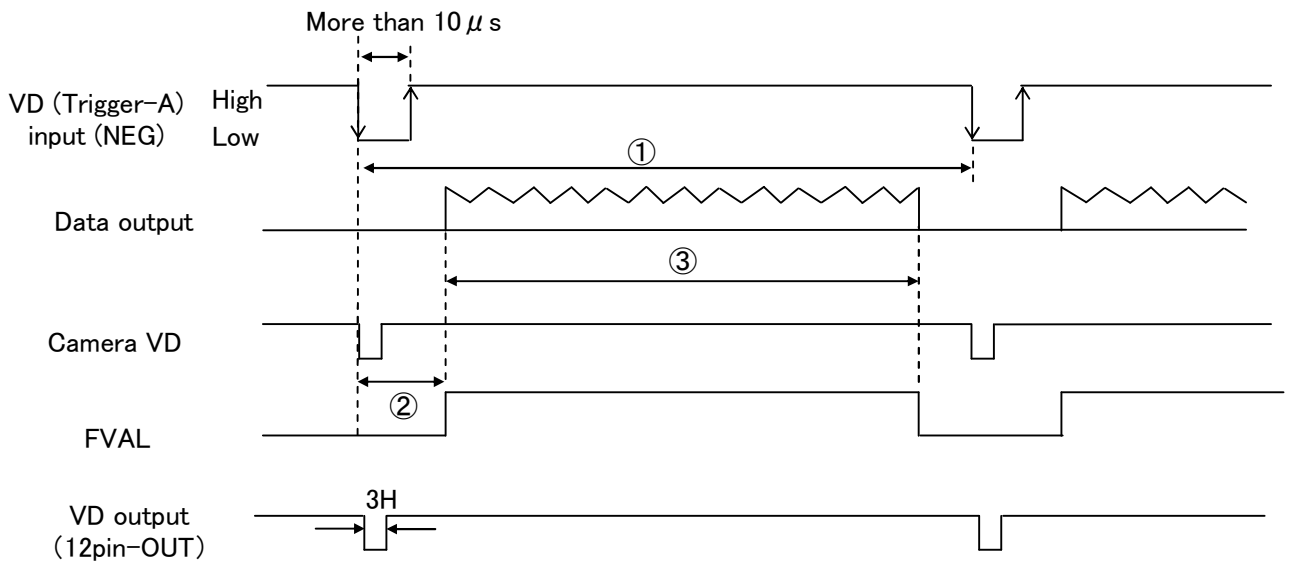 More than 10μs
VD (Trigger-A)
input (NEG)
High
Low
①
Data output
③
Camera VD
②
FVAL
3H
VD output
(12pin-OUT)